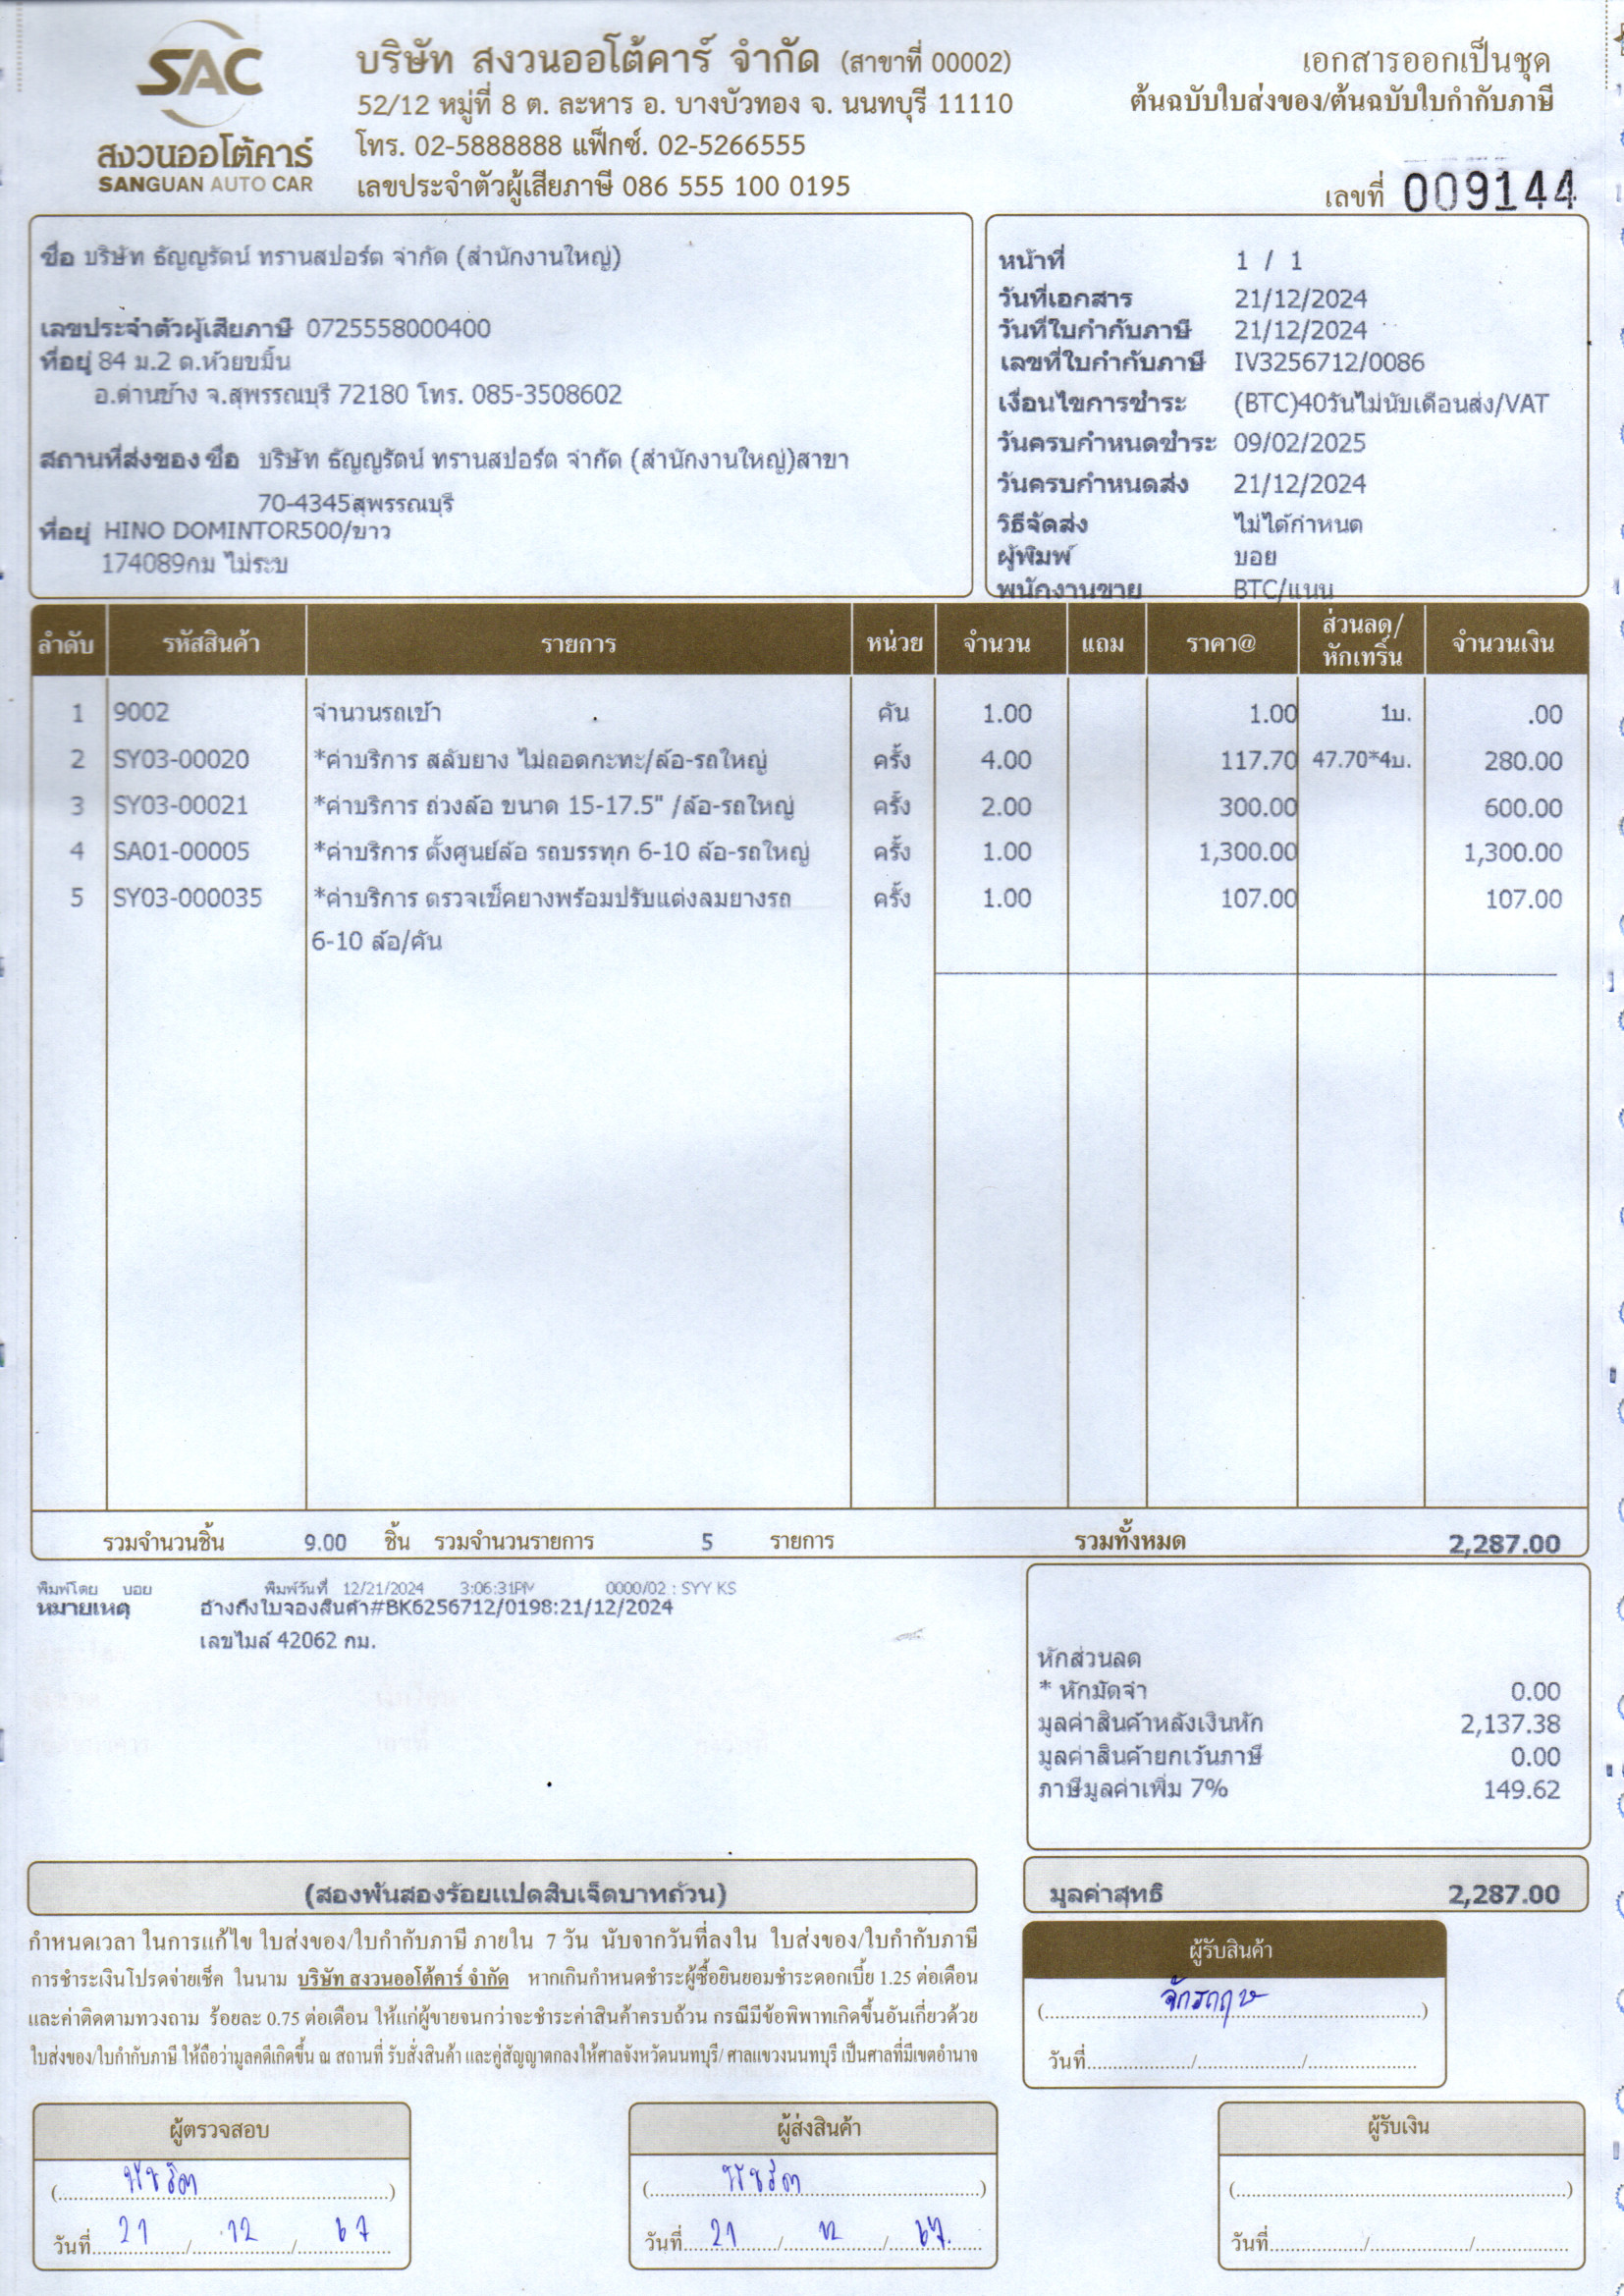 SAC
สงวนออโต้คาร์
SANGUAN AUTO CAR
บริษัท สงวนออโต้คาร์ จำกัด (สาขาที่ 00002)
52/12 หมู่ที่ 8 ต. ละหาร อ. บางบัวทอง จ. นนทบุรี 11110
โทร. 02-5888888 แฟ็กซ์. 02-5266555
เลขประจำตัวผู้เสียภาษี 086 555 100 0195
เอกสารออกเป็นชุด
ต้นฉบับใบส่งของ/ต้นฉบับใบกำกับภาษี
เลขที่ 009144
ชื่อ บริษัท ธัญญรัตน์ ทรานสปอร์ต จำกัด (สำนักงานใหญ่)
เลขประจำตัวผู้เสียภาษี 0725558000400
ที่อยู่ 84 ม.2 ต.ห้วยขมิ้น
อ.ด่านช้าง จ.สุพรรณบุรี 72180 โทร. 085-3508602
สถานที่ส่งของ ชื่อ บริษัท ธัญญรัตน์ ทรานสปอร์ต จำกัด (สำนักงานใหญ่)สาขา
70-4345สุพรรณบุรี
ที่อยู่ HINO DOMINTOR500/ขาว
174089กม ไม่ระบ
หน้าที่ 1 / 1
วันที่เอกสาร 21/12/2024
วันที่ใบกำกับภาษี 21/12/2024
เลขที่ใบกำกับภาษี IV3256712/0086
เงื่อนไขการชำระ (BTC)40วันไม่นับเดือนส่ง/VAT
วันครบกำหนดชำระ 09/02/2025
วันครบกำหนดส่ง 21/12/2024
วิธีจัดส่ง ไม่ได้กำหนด
ผู้พิมพ์ บอย
พนักงานขาย BTC/แนน
ลำดับ รหัสสินค้า รายการ หน่วย จำนวน แถม ราคา@ ส่วนลด/หักเทริ์น จำนวนเงิน
1 9002 จำนวนรถเข้า คัน 1.00 1.00 1บ. .00
2 SY03-00020 *ค่าบริการ สลับยาง ไม่ถอดกะทะ/ล้อ-รถใหญ่ ครั้ง 4.00 117.70 47.70*4บ. 280.00
3 SY03-00021 *ค่าบริการ ถ่วงล้อ ขนาด 15-17.5" /ล้อ-รถใหญ่ ครั้ง 2.00 300.00 600.00
4 SA01-00005 *ค่าบริการ ตั้งศูนย์ล้อ รถบรรทุก 6-10 ล้อ-รถใหญ่ ครั้ง 1.00 1,300.00 1,300.00
5 SY03-000035 *ค่าบริการ ตรวจเช็คยางพร้อมปรับแต่งลมยางรถ ครั้ง 1.00 107.00 107.00
6-10 ล้อ/คัน
รวมจำนวนชิ้น 9.00 ชิ้น รวมจำนวนรายการ 5 รายการ รวมทั้งหมด 2,287.00
พิมพ์โดย บอย พิมพ์วันที่ 12/21/2024 3:06:31PM 0000/02 : SYY KS
หมายเหตุ อ้างถึงใบจองสินค้า#BK6256712/0198:21/12/2024
เลขไมล์ 42062 กม.
หักส่วนลด
* หักมัดจำ 0.00
มูลค่าสินค้าหลังเงินหัก 2,137.38
มูลค่าสินค้ายกเว้นภาษี 0.00
ภาษีมูลค่าเพิ่ม 7% 149.62
(สองพันสองร้อยแปดสิบเจ็ดบาทถ้วน)
มูลค่าสุทธิ 2,287.00
กำหนดเวลา ในการแก้ไข ใบส่งของ/ใบกำกับภาษี ภายใน 7 วัน นับจากวันที่ลงใน ใบส่งของ/ใบกำกับภาษี
การชำระเงินโปรดจ่ายเช็ค ในนาม บริษัท สงวนออโต้คาร์ จำกัด หากเกินกำหนดชำระผู้ซื้อยินยอมชำระดอกเบี้ย 1.25 ต่อเดือน
และค่าติดตามทวงถาม ร้อยละ 0.75 ต่อเดือน ให้แก่ผู้ขายจนกว่าจะชำระค่าสินค้าครบถ้วน กรณีมีข้อพิพาทเกิดขึ้นอันเกี่ยวด้วย
ใบส่งของ/ใบกำกับภาษี ให้ถือว่ามูลคดีเกิดขึ้น ณ สถานที่ รับสั่งสินค้า และคู่สัญญาตกลงให้ศาลจังหวัดนนทบุรี/ ศาลแขวงนนทบุรี เป็นศาลที่มีเขตอำนาจ
ผู้รับสินค้า
(จักรกฤษ)
วันที่......../......../........
ผู้ตรวจสอบ
(พัชริดา)
วันที่ 21 / 12 / 67
ผู้ส่งสินค้า
(พัชริดา)
วันที่ 21 / 12 / 67.
ผู้รับเงิน
(................)
วันที่......../......../........